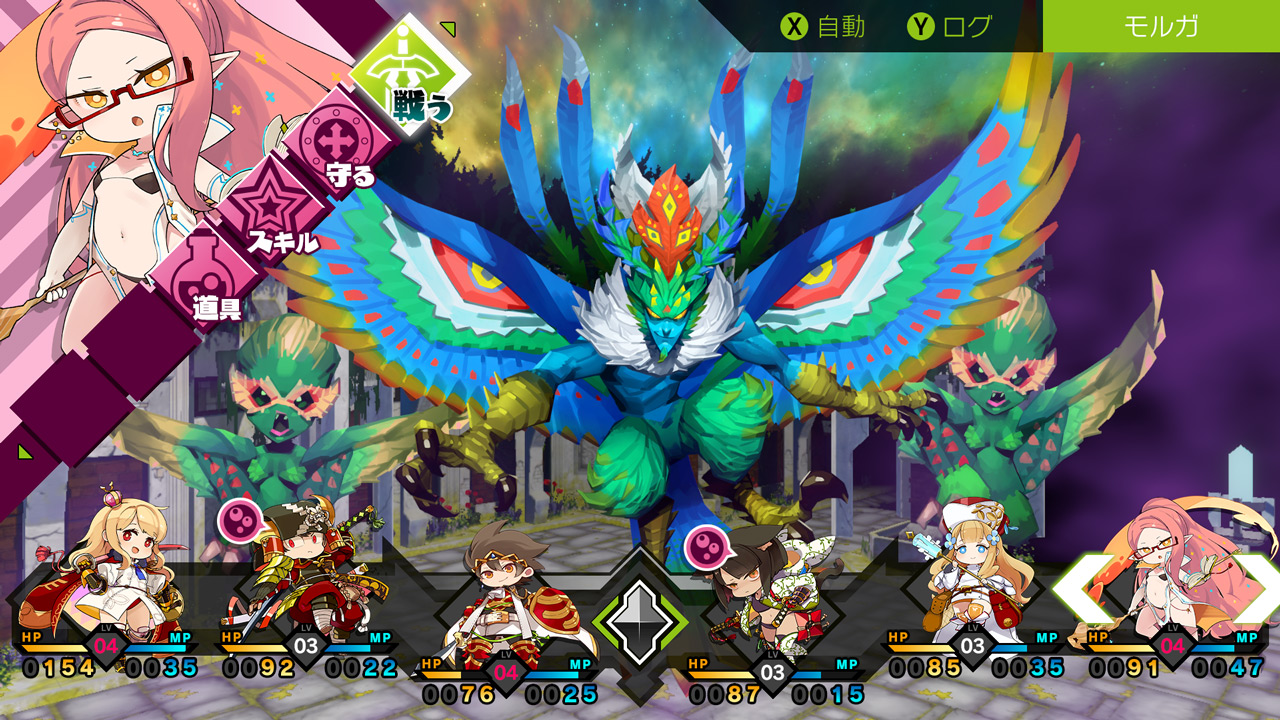 X 自動 Y ログ モルガ
戦う
守る
スキル
道具
HP LV 04 MP
0154 0035
HP LV 03 MP
0092 0022
HP LV 04 MP
0076 0025
HP LV 03 MP
0087 0015
HP LV 03 MP
0085 0035
HP LV 04 MP
0091 0047